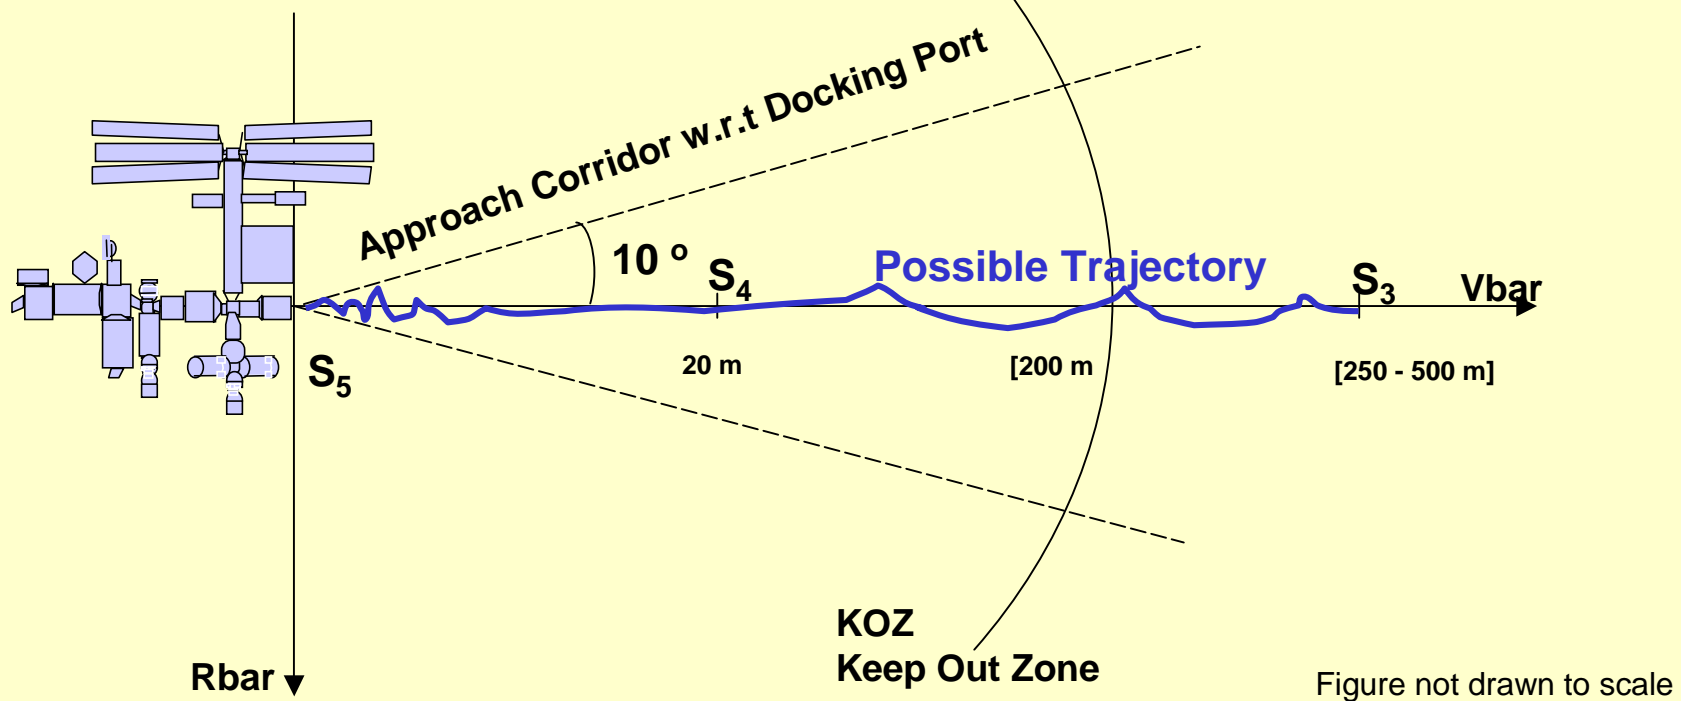 Approach Corridor w.r.t Docking Port
10 º
S4
Possible Trajectory
S3
Vbar
S5
20 m
[200 m
[250 - 500 m]
KOZ
Keep Out Zone
Rbar
Figure not drawn to scale